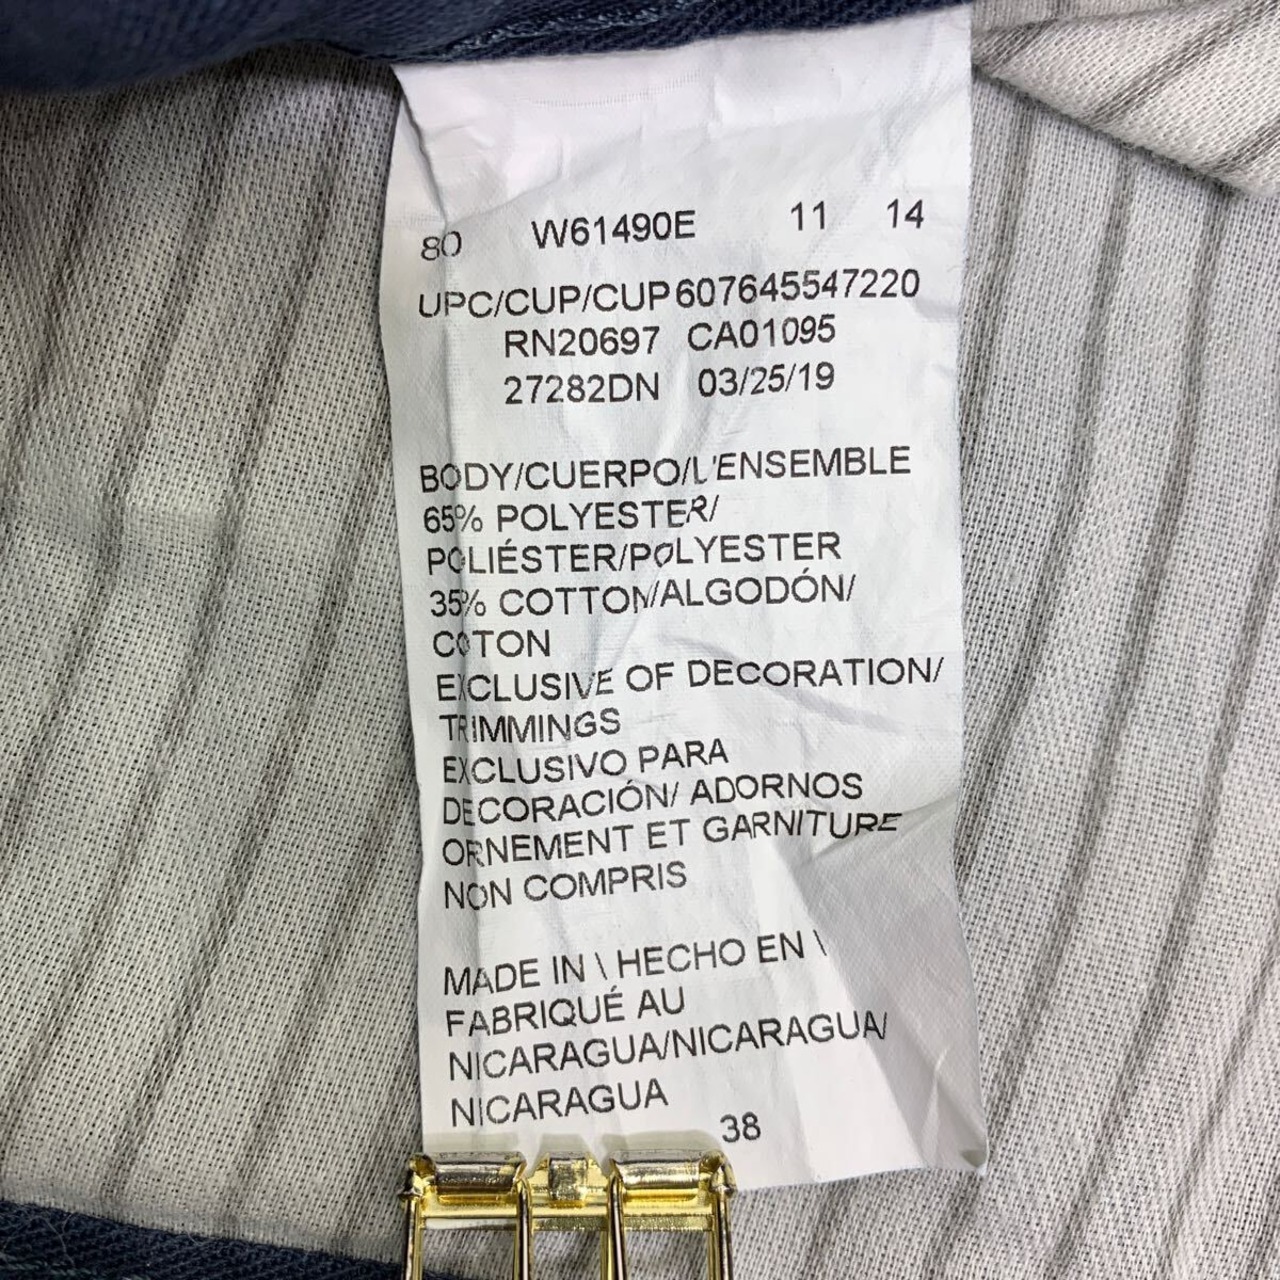 80 W61490E 11 14
UPC/CUP/CUP 607645547220
RN20697 CA01095
27282DN 03/25/19
BODY/CUERPO/L'ENSEMBLE
65% POLYESTER/
POLIÉSTER/POLYESTER
35% COTTON/ALGODÓN/
COTON
EXCLUSIVE OF DECORATION/
TRIMMINGS
EXCLUSIVO PARA
DECORACIÓN/ ADORNOS
ORNEMENT ET GARNITURE
NON COMPRIS
MADE IN \ HECHO EN \
FABRIQUÉ AU
NICARAGUA/NICARAGUA/
NICARAGUA
38